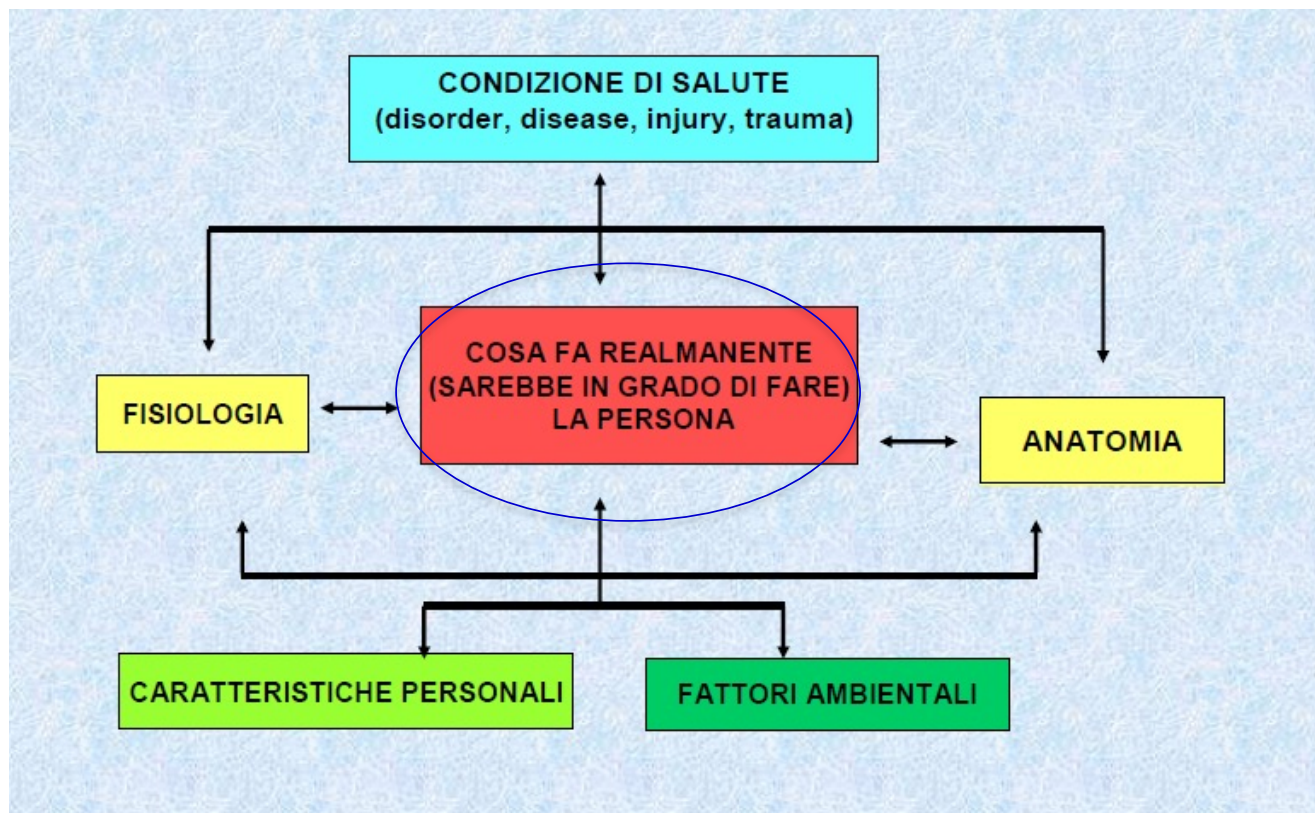 CONDIZIONE DI SALUTE
(disorder, disease, injury, trauma)
COSA FA REALMANENTE
(SAREBBE IN GRADO DI FARE)
LA PERSONA
FISIOLOGIA
ANATOMIA
CARATTERISTICHE PERSONALI
FATTORI AMBIENTALI